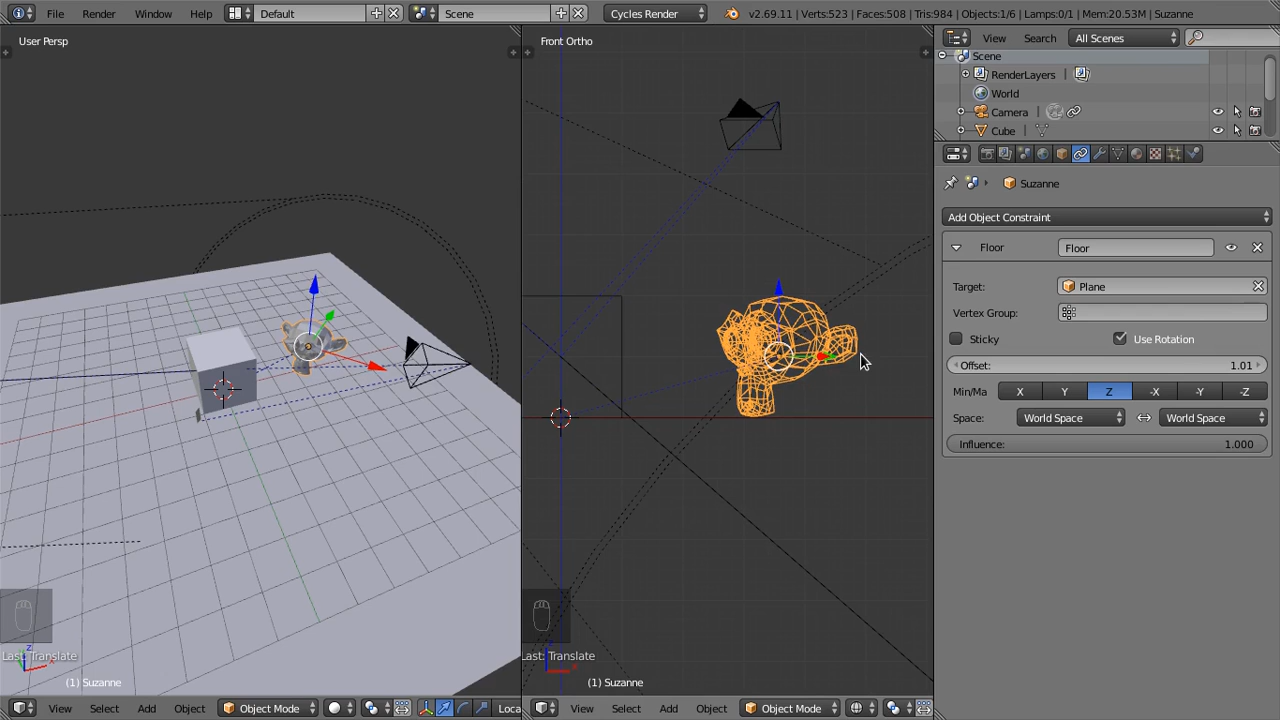 File Render Window Help Default Scene Cycles Render v2.69.11 | Verts:523 | Faces:508 | Tris:984 | Objects:1/6 | Lamps:0/1 | Mem:20.53M | Suzanne
User Persp
Front Ortho
View Search All Scenes
Scene
RenderLayers
World
Camera
Cube
Suzanne
Add Object Constraint
Floor Floor
Target: Plane
Vertex Group:
Sticky Use Rotation
Offset: 1.01
Min/Ma X Y Z -X -Y -Z
Space: World Space World Space
Influence: 1.000
Last: Translate
(1) Suzanne
Last: Translate
(1) Suzanne
View Select Add Object Object Mode Loca
View Select Add Object Object Mode